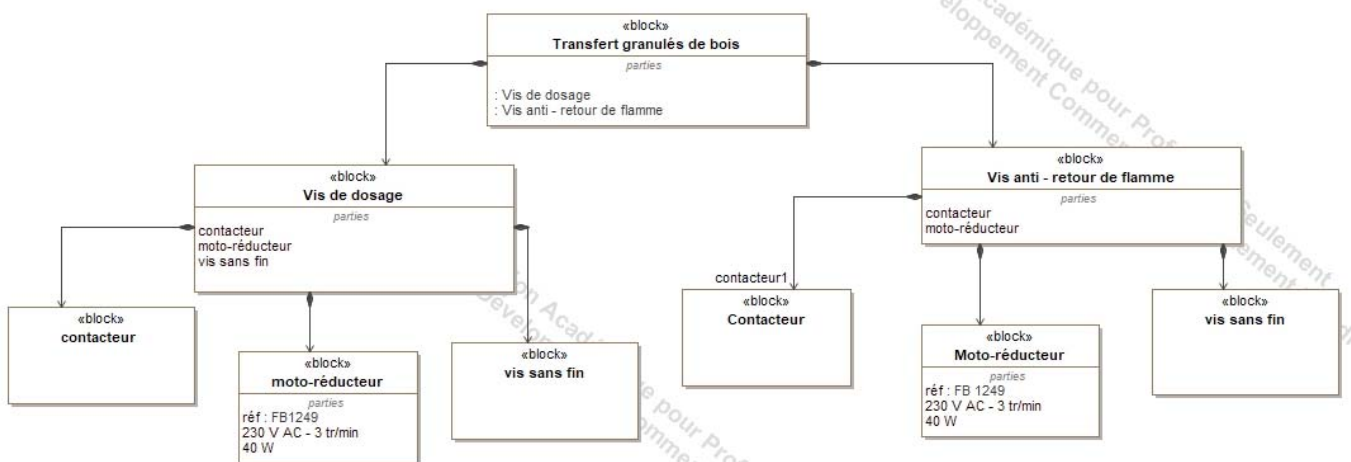 «block»
Transfert granulés de bois
parties
: Vis de dosage
: Vis anti - retour de flamme
«block»
Vis de dosage
parties
contacteur
moto-réducteur
vis sans fin
«block»
Vis anti - retour de flamme
parties
contacteur
moto-réducteur
«block»
contacteur
«block»
moto-réducteur
parties
réf : FB1249
230 V AC - 3 tr/min
40 W
«block»
vis sans fin
contacteur1
«block»
Contacteur
«block»
Moto-réducteur
parties
réf : FB 1249
230 V AC - 3 tr/min
40 W
«block»
vis sans fin